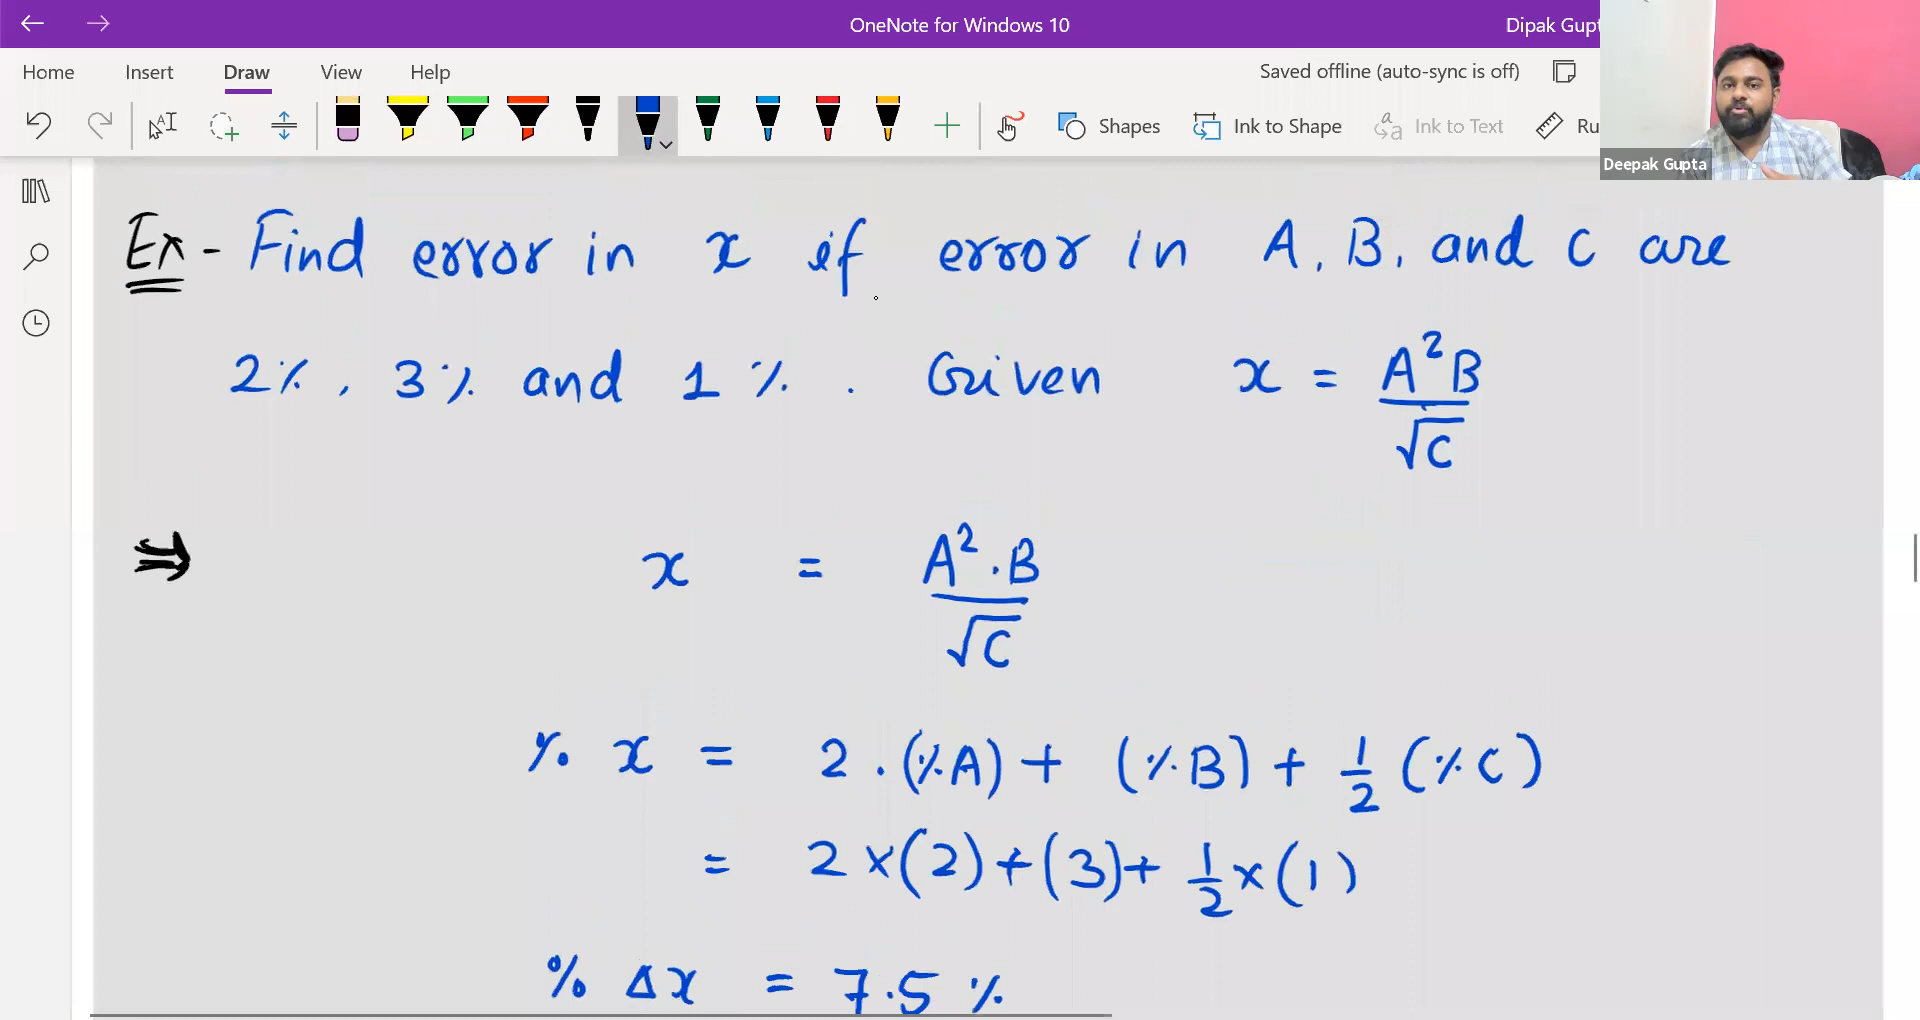 OneNote for Windows 10
Dipak Gupt
Home Insert Draw View Help
Saved offline (auto-sync is off)
Shapes Ink to Shape Ink to Text Ru
Deepak Gupta
Ex - Find error in x if error in A, B, and C are
2%, 3% and 1%. Given x = A²B/√C
⇒ x = A².B/√C
% x = 2.(%A) + (%B) + 1/2 (%C)
= 2×(2)+(3)+1/2×(1)
% Δx = 7.5 %